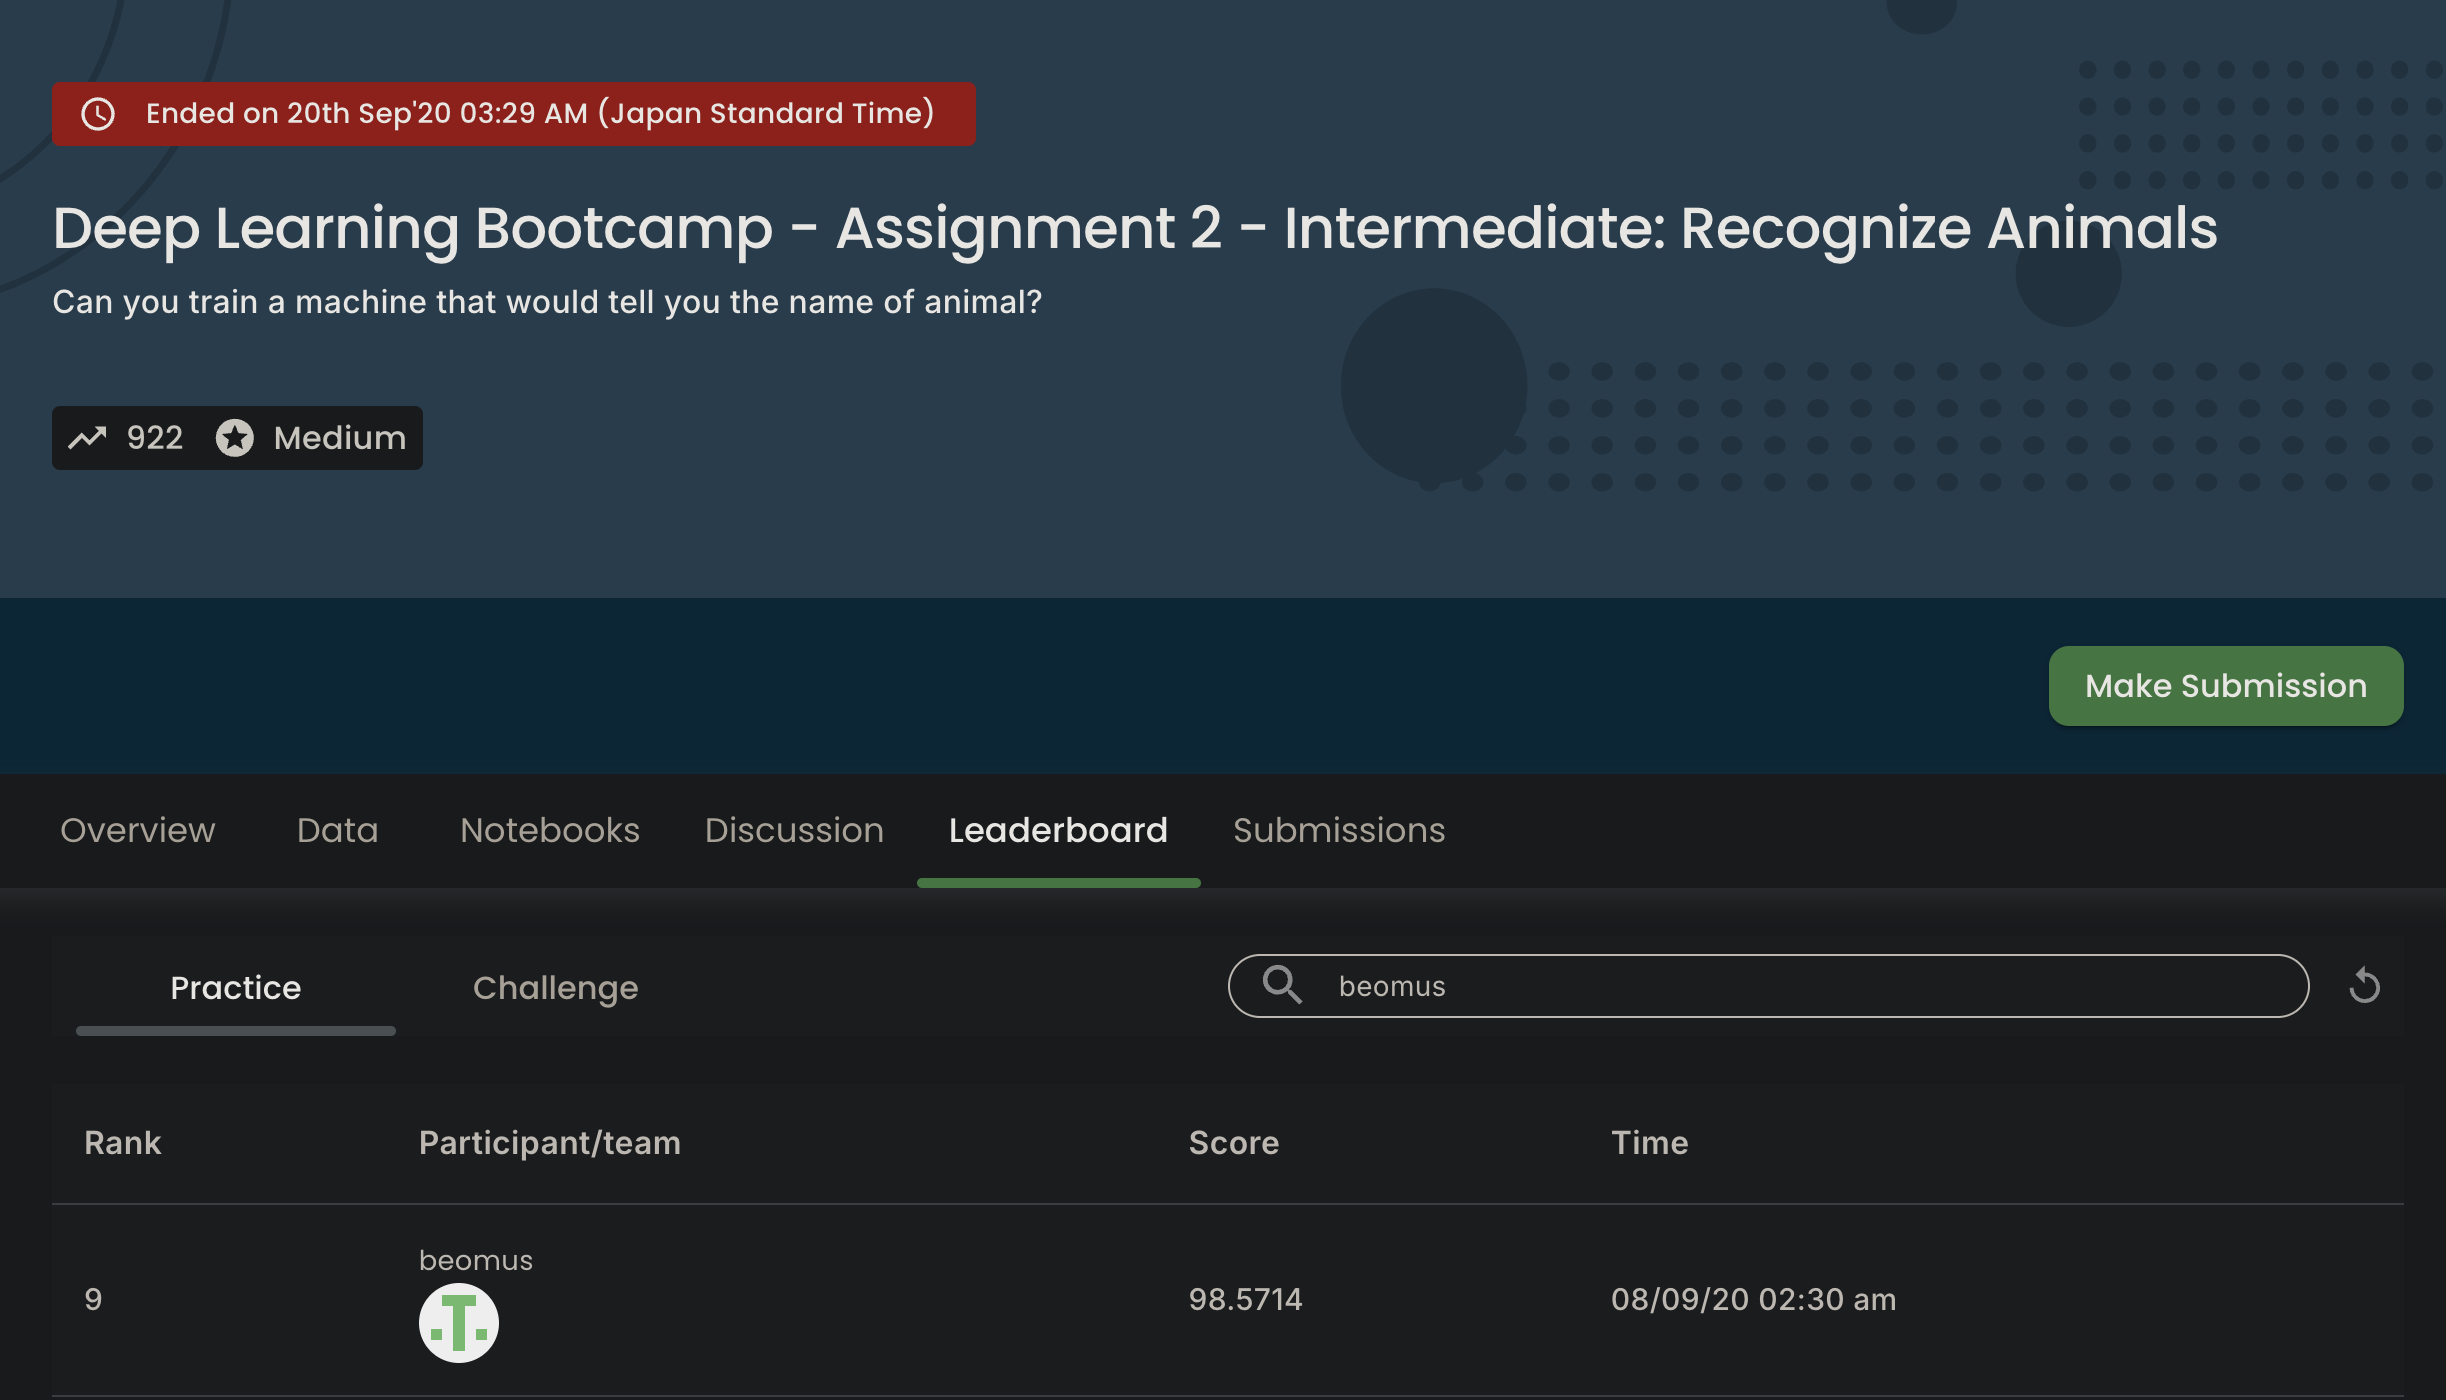 Ended on 20th Sep'20 03:29 AM (Japan Standard Time)
Deep Learning Bootcamp - Assignment 2 - Intermediate: Recognize Animals
Can you train a machine that would tell you the name of animal?
922 Medium
Make Submission
Overview Data Notebooks Discussion Leaderboard Submissions
Practice Challenge beomus
Rank Participant/team Score Time
beomus
9 98.5714 08/09/20 02:30 am